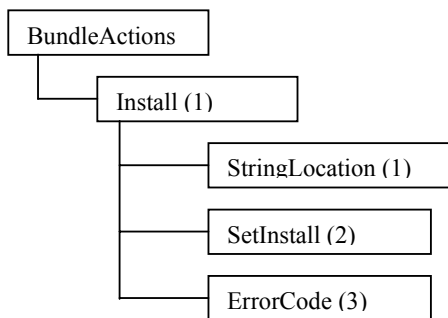 BundleActions
Install (1)
StringLocation (1)
SetInstall (2)
ErrorCode (3)